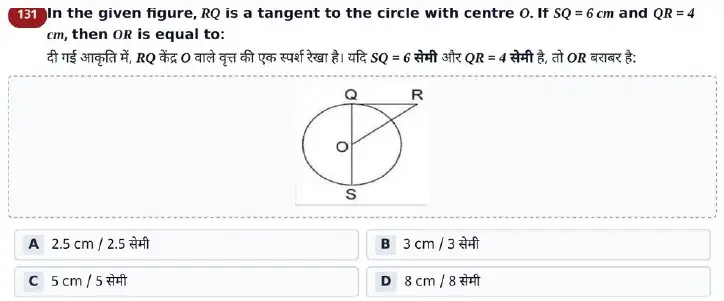 131 In the given figure, RQ is a tangent to the circle with centre O. If SQ = 6 cm and QR = 4
cm, then OR is equal to:
दी गई आकृति में, RQ केंद्र O वाले वृत्त की एक स्पर्श रेखा है। यदि SQ = 6 सेमी और QR = 4 सेमी है, तो OR बराबर है:
Q R
O
S
A 2.5 cm / 2.5 सेमी
B 3 cm / 3 सेमी
C 5 cm / 5 सेमी
D 8 cm / 8 सेमी